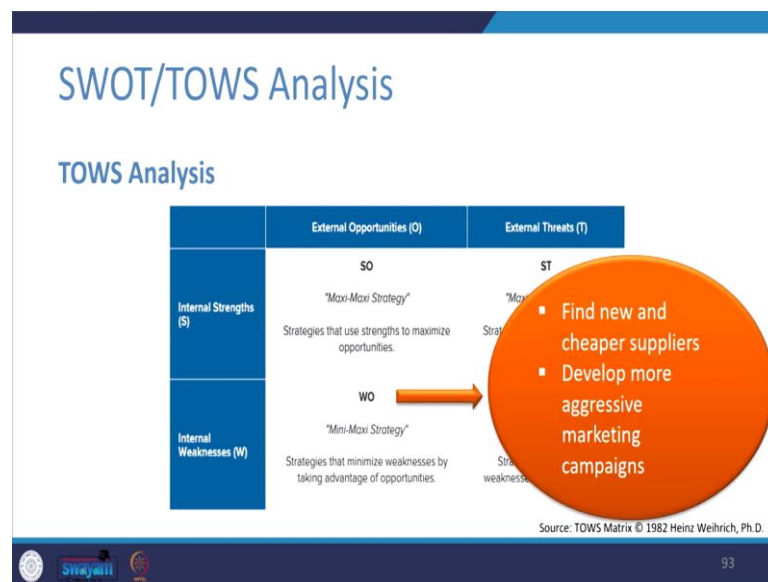 SWOT/TOWS Analysis
TOWS Analysis
External Opportunities (O)
External Threats (T)
Internal Strengths
(S)
SO
"Maxi-Maxi Strategy"
Strategies that use strengths to maximize
opportunities.
ST
Internal
Weaknesses (W)
WO
"Mini-Maxi Strategy"
Strategies that minimize weaknesses by
taking advantage of opportunities.
▪ Find new and
cheaper suppliers
▪ Develop more
aggressive
marketing
campaigns
Source: TOWS Matrix © 1982 Heinz Weihrich, Ph.D.
swayam
93